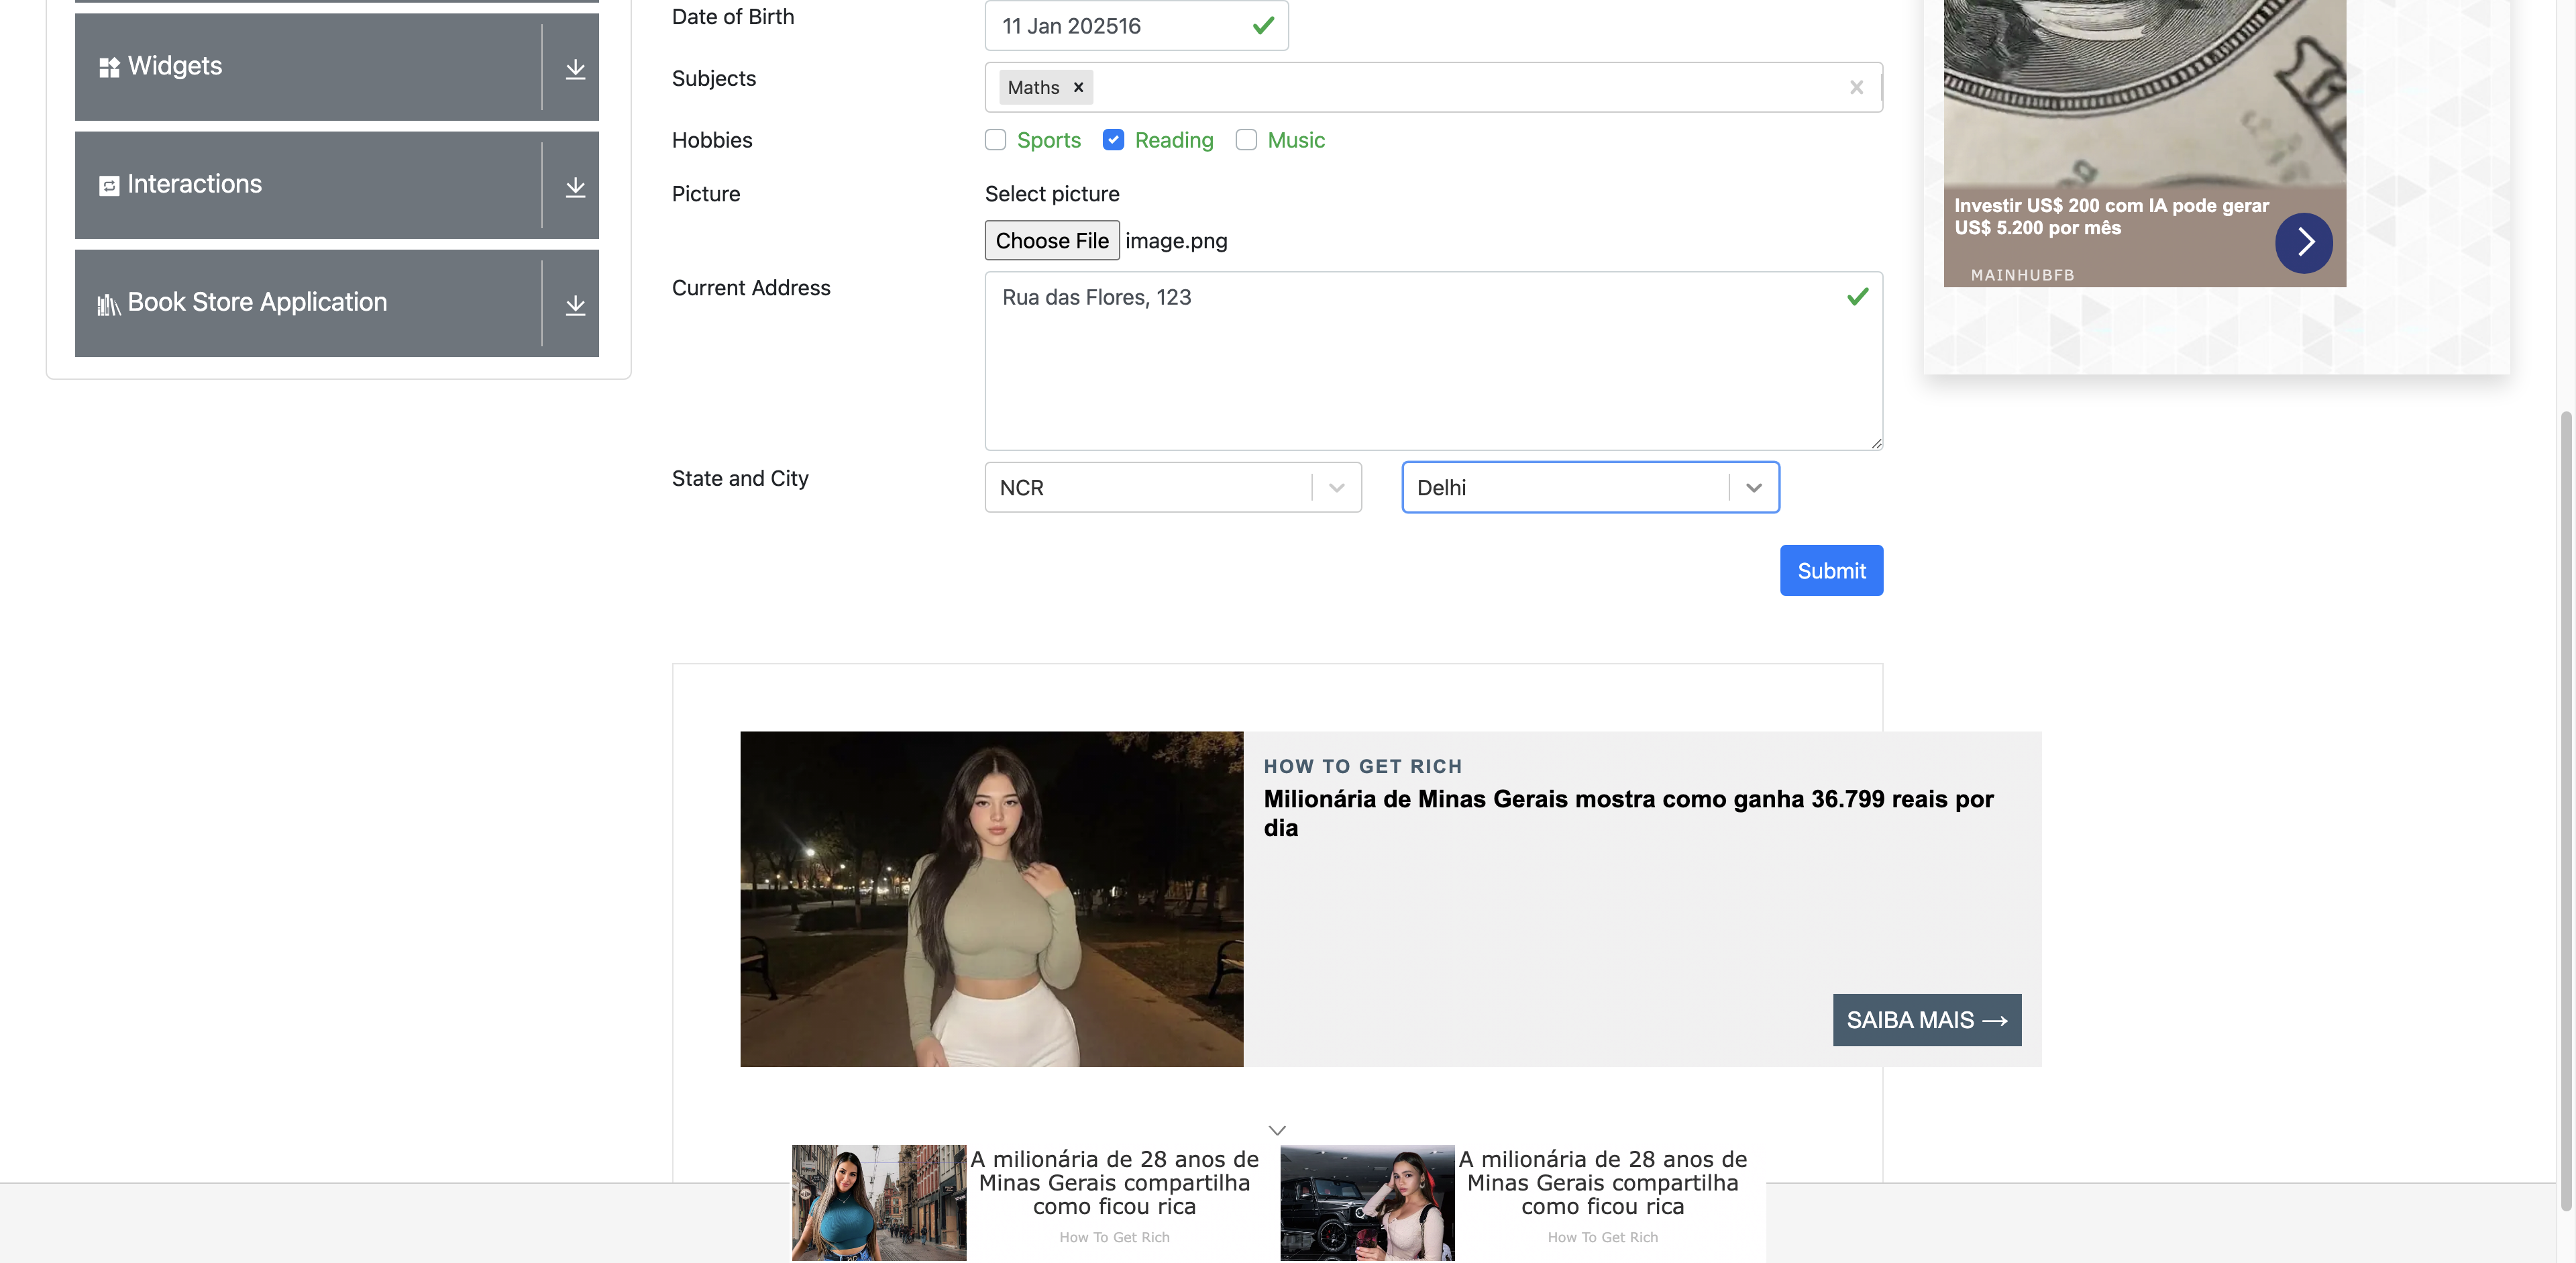 Widgets
Interactions
Book Store Application
Date of Birth
11 Jan 202516
Subjects
Maths
Hobbies
Sports
Reading
Music
Picture
Select picture
Choose File image.png
Current Address
Rua das Flores, 123
State and City
NCR
Delhi
Submit
Investir US$ 200 com IA pode gerar
US$ 5.200 por mês
MAINHUBFB
HOW TO GET RICH
Milionária de Minas Gerais mostra como ganha 36.799 reais por
dia
SAIBA MAIS
A milionária de 28 anos de
Minas Gerais compartilha
como ficou rica
How To Get Rich
A milionária de 28 anos de
Minas Gerais compartilha
como ficou rica
How To Get Rich